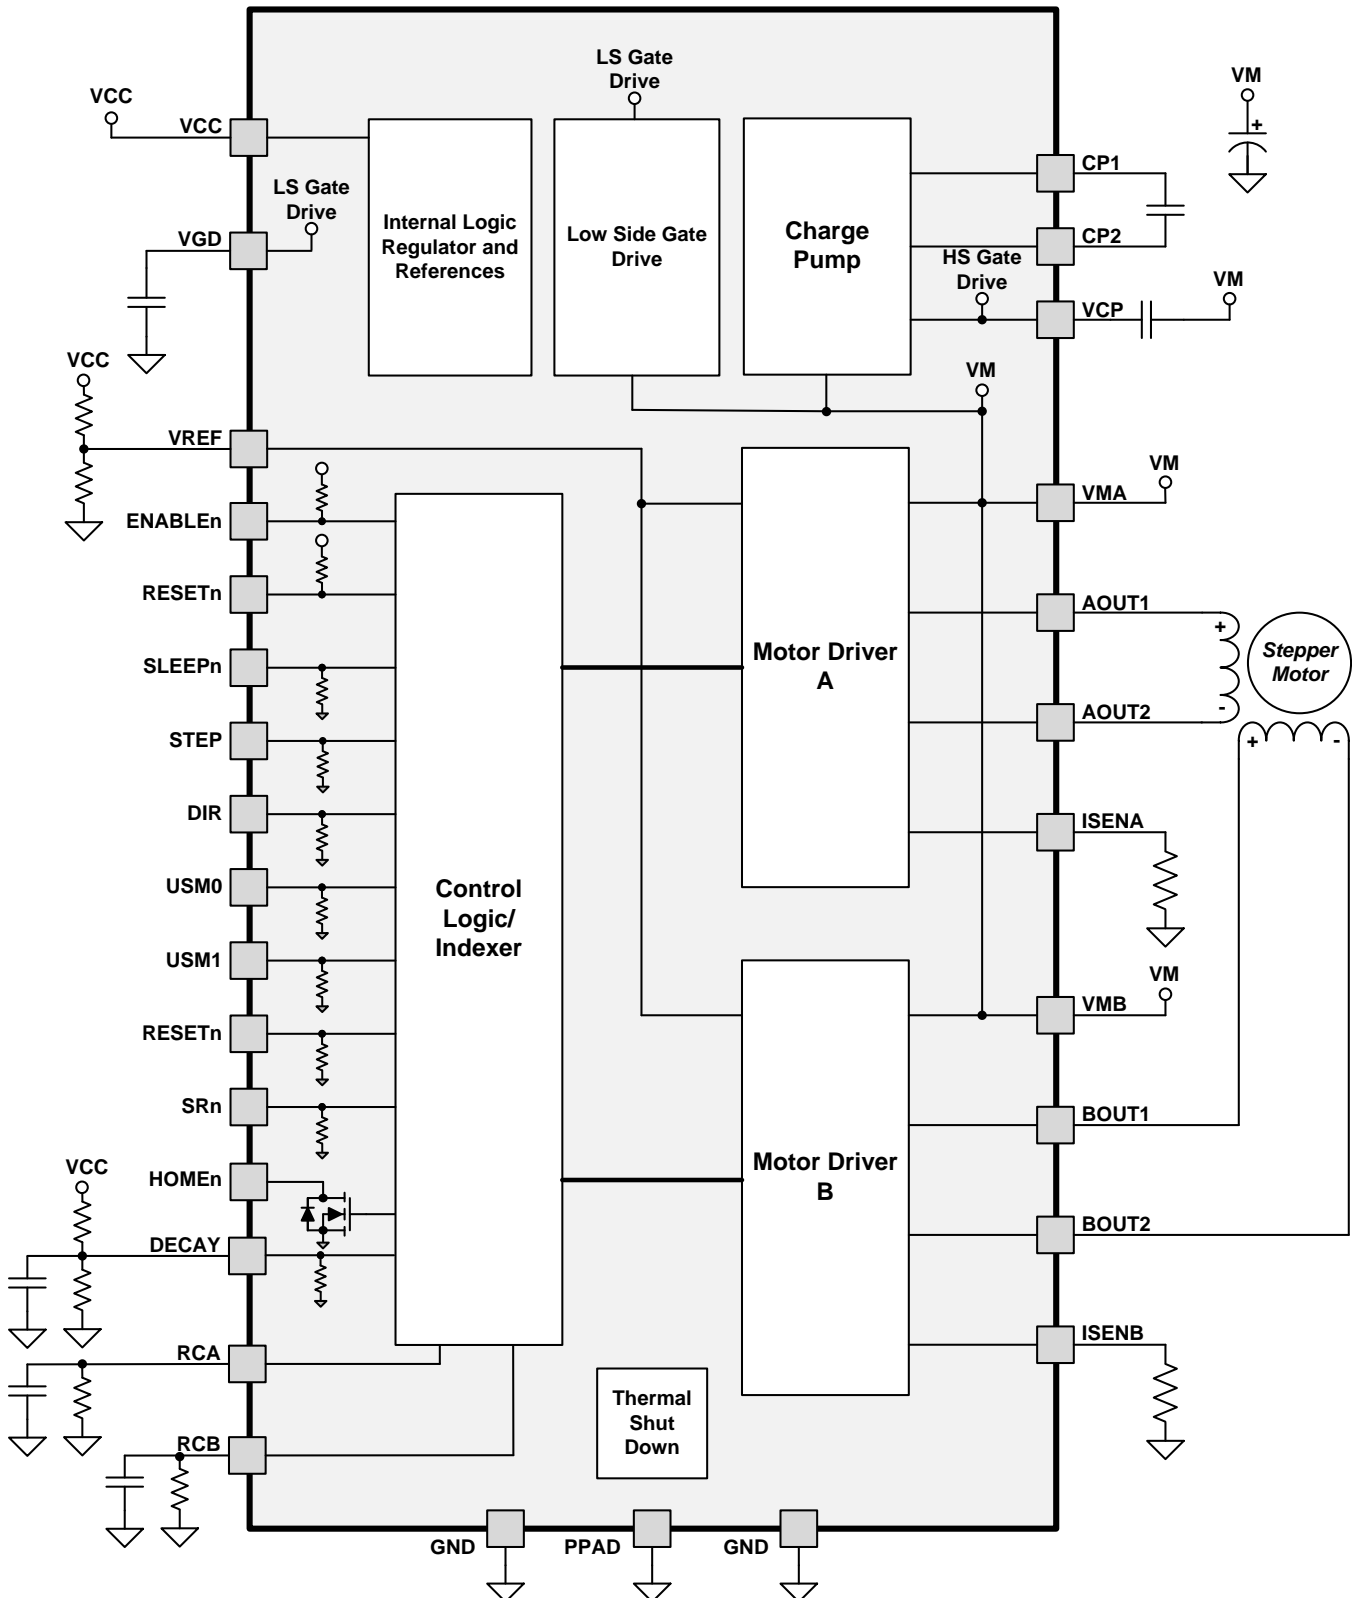 LS Gate
Drive
VM
VCC
VCC
+
CP1
LS Gate
Drive
Internal Logic
Regulator and
References
Low Side Gate
Drive
Charge
Pump
VGD
CP2
HS Gate
Drive
VM
VCP
VCC
VM
VREF
VM
VMA
ENABLEn
RESETn
AOUT1
+
Stepper
Motor
SLEEPn
Motor Driver
A
-
AOUT2
STEP
+
-
DIR
ISENA
USM0
Control
Logic/
Indexer
USM1
VM
VMB
RESETn
SRn
BOUT1
VCC
HOMEn
Motor Driver
B
BOUT2
DECAY
ISENB
RCA
Thermal
Shut
Down
RCB
GND
PPAD
GND